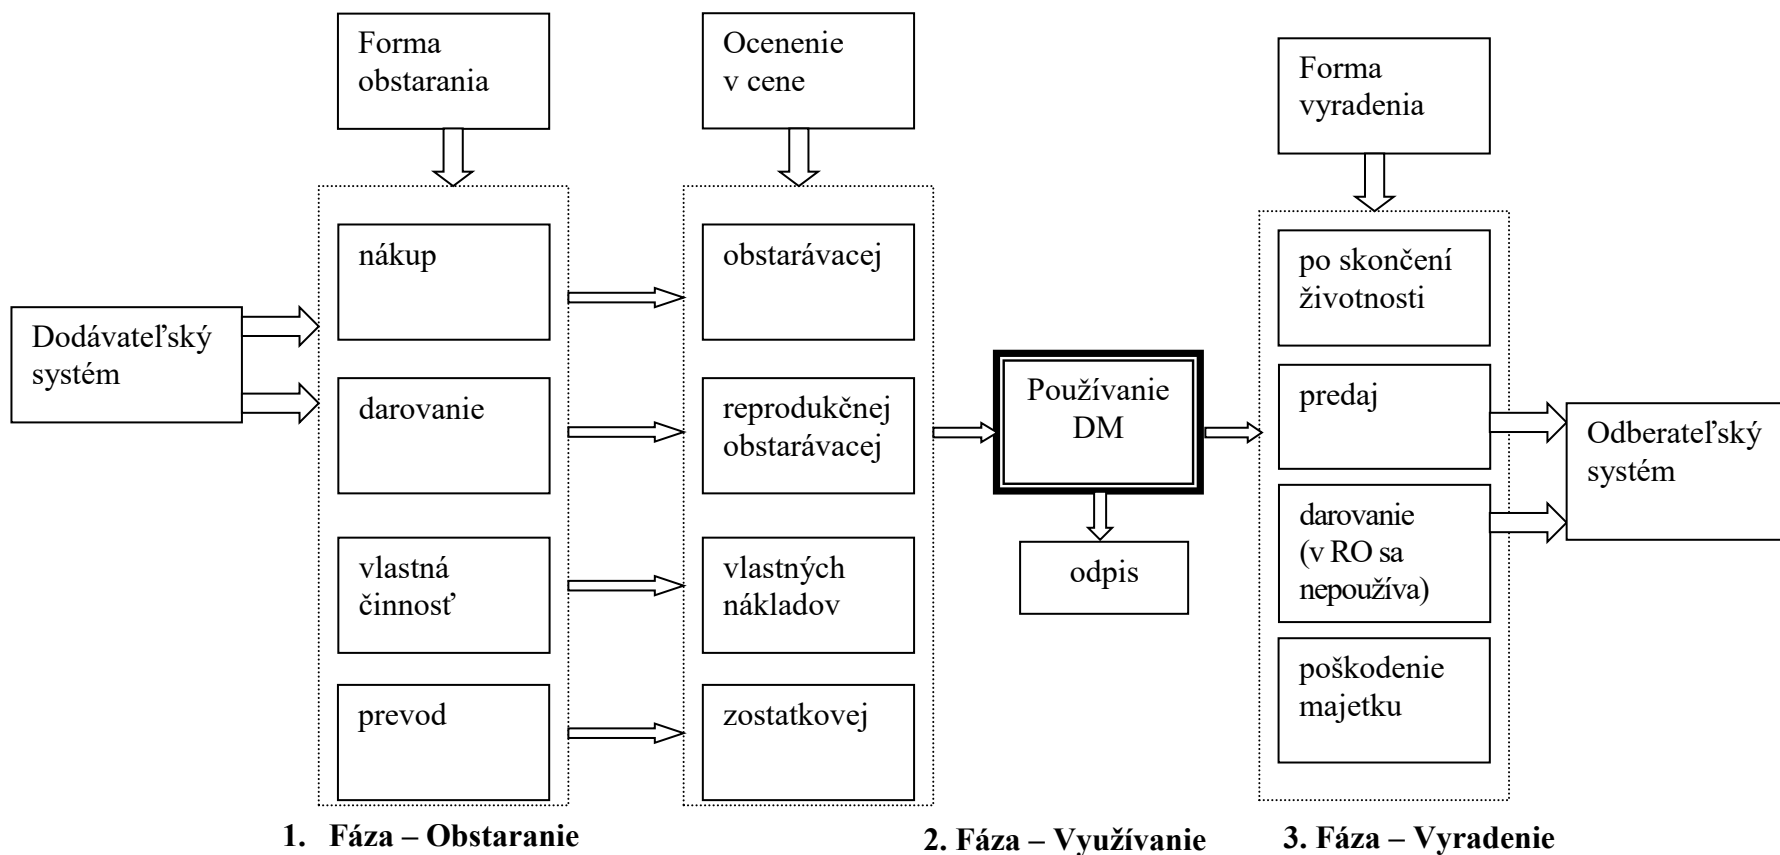 Forma
obstarania
Ocenenie
v cene
Forma
vyradenia
Dodávateľský
systém
nákup
darovanie
vlastná
činnosť
prevod
obstarávacej
reprodukčnej
obstarávacej
vlastných
nákladov
zostatkovej
Používanie
DM
odpis
po skončení
životnosti
predaj
darovanie
(v RO sa
nepoužíva)
poškodenie
majetku
Odberateľský
systém
1. Fáza – Obstaranie
2. Fáza – Využívanie
3. Fáza – Vyradenie